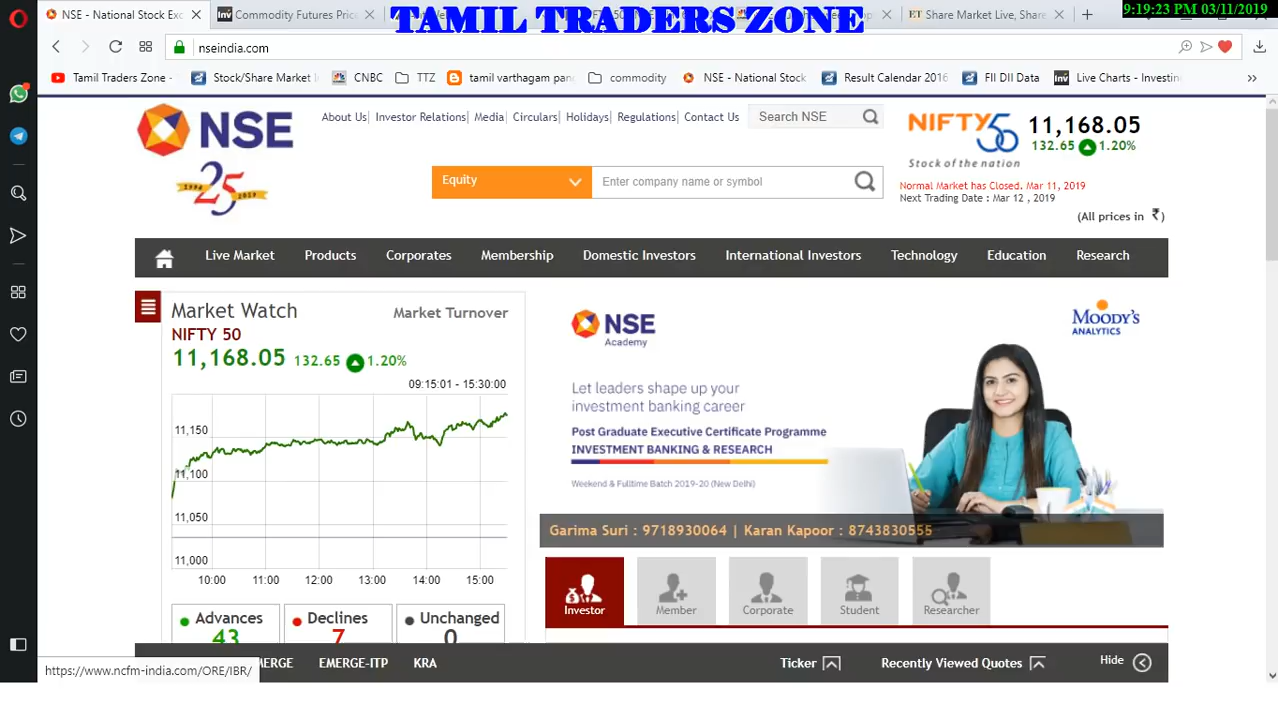 NSE - National Stock Exc
Commodity Futures Pric
TAMIL TRADERS ZONE
Share Market Live, Share
9:19:23 PM 03/11/2019
nseindia.com
Tamil Traders Zone -
Stock/Share Market
CNBC
TTZ
tamil varthagam pan
commodity
NSE - National Stock
Result Calendar 2016
FII DII Data
Live Charts - Investin
NSE
1994 25 2019
About Us| Investor Relations| Media| Circulars| Holidays| Regulations| Contact Us
Search NSE
Equity
Enter company name or symbol
NIFTY 50
Stock of the nation
11,168.05
132.65 1.20%
Normal Market has Closed. Mar 11, 2019
Next Trading Date : Mar 12 , 2019
(All prices in ₹)
Live Market
Products
Corporates
Membership
Domestic Investors
International Investors
Technology
Education
Research
Market Watch
Market Turnover
NIFTY 50
11,168.05 132.65 1.20%
09:15:01 - 15:30:00
11,150
11,100
11,050
11,000
10:00 11:00 12:00 13:00 14:00 15:00
Advances
43
Declines
7
Unchanged
0
NSE
Academy
MOODY'S
ANALYTICS
Let leaders shape up your
investment banking career
Post Graduate Executive Certificate Programme
INVESTMENT BANKING & RESEARCH
Weekend & Fulltime Batch 2019-20 (New Delhi)
Garima Suri : 9718930064 | Karan Kapoor : 8743830555
Investor
Member
Corporate
Student
Researcher
EMERGE-ITP
KRA
Ticker
Recently Viewed Quotes
Hide
https://www.ncfm-india.com/ORE/IBR/